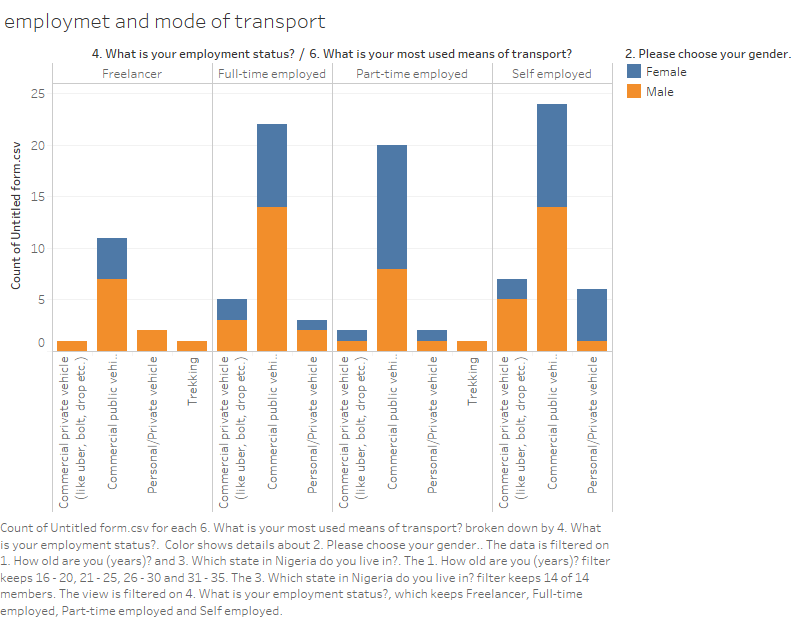 employmet and mode of transport
4. What is your employment status? / 6. What is your most used means of transport?
Freelancer
Full-time employed
Part-time employed
Self employed
2. Please choose your gender.
Female
Male
Count of Untitled form.csv
25
20
15
10
5
0
Commercial private vehicle
(like uber, bolt, drop etc.)
Commercial public vehi..
Personal/Private vehicle
Trekking
Commercial private vehicle
(like uber, bolt, drop etc.)
Commercial public vehi..
Personal/Private vehicle
Commercial private vehicle
(like uber, bolt, drop etc.)
Commercial public vehi..
Personal/Private vehicle
Trekking
Commercial private vehicle
(like uber, bolt, drop etc.)
Commercial public vehi..
Personal/Private vehicle
Count of Untitled form.csv for each 6. What is your most used means of transport? broken down by 4. What
is your employment status?.  Color shows details about 2. Please choose your gender.. The data is filtered on
1. How old are you (years)? and 3. Which state in Nigeria do you live in?. The 1. How old are you (years)? filter
keeps 16 - 20, 21 - 25, 26 - 30 and 31 - 35. The 3. Which state in Nigeria do you live in? filter keeps 14 of 14
members. The view is filtered on 4. What is your employment status?, which keeps Freelancer, Full-time
employed, Part-time employed and Self employed.